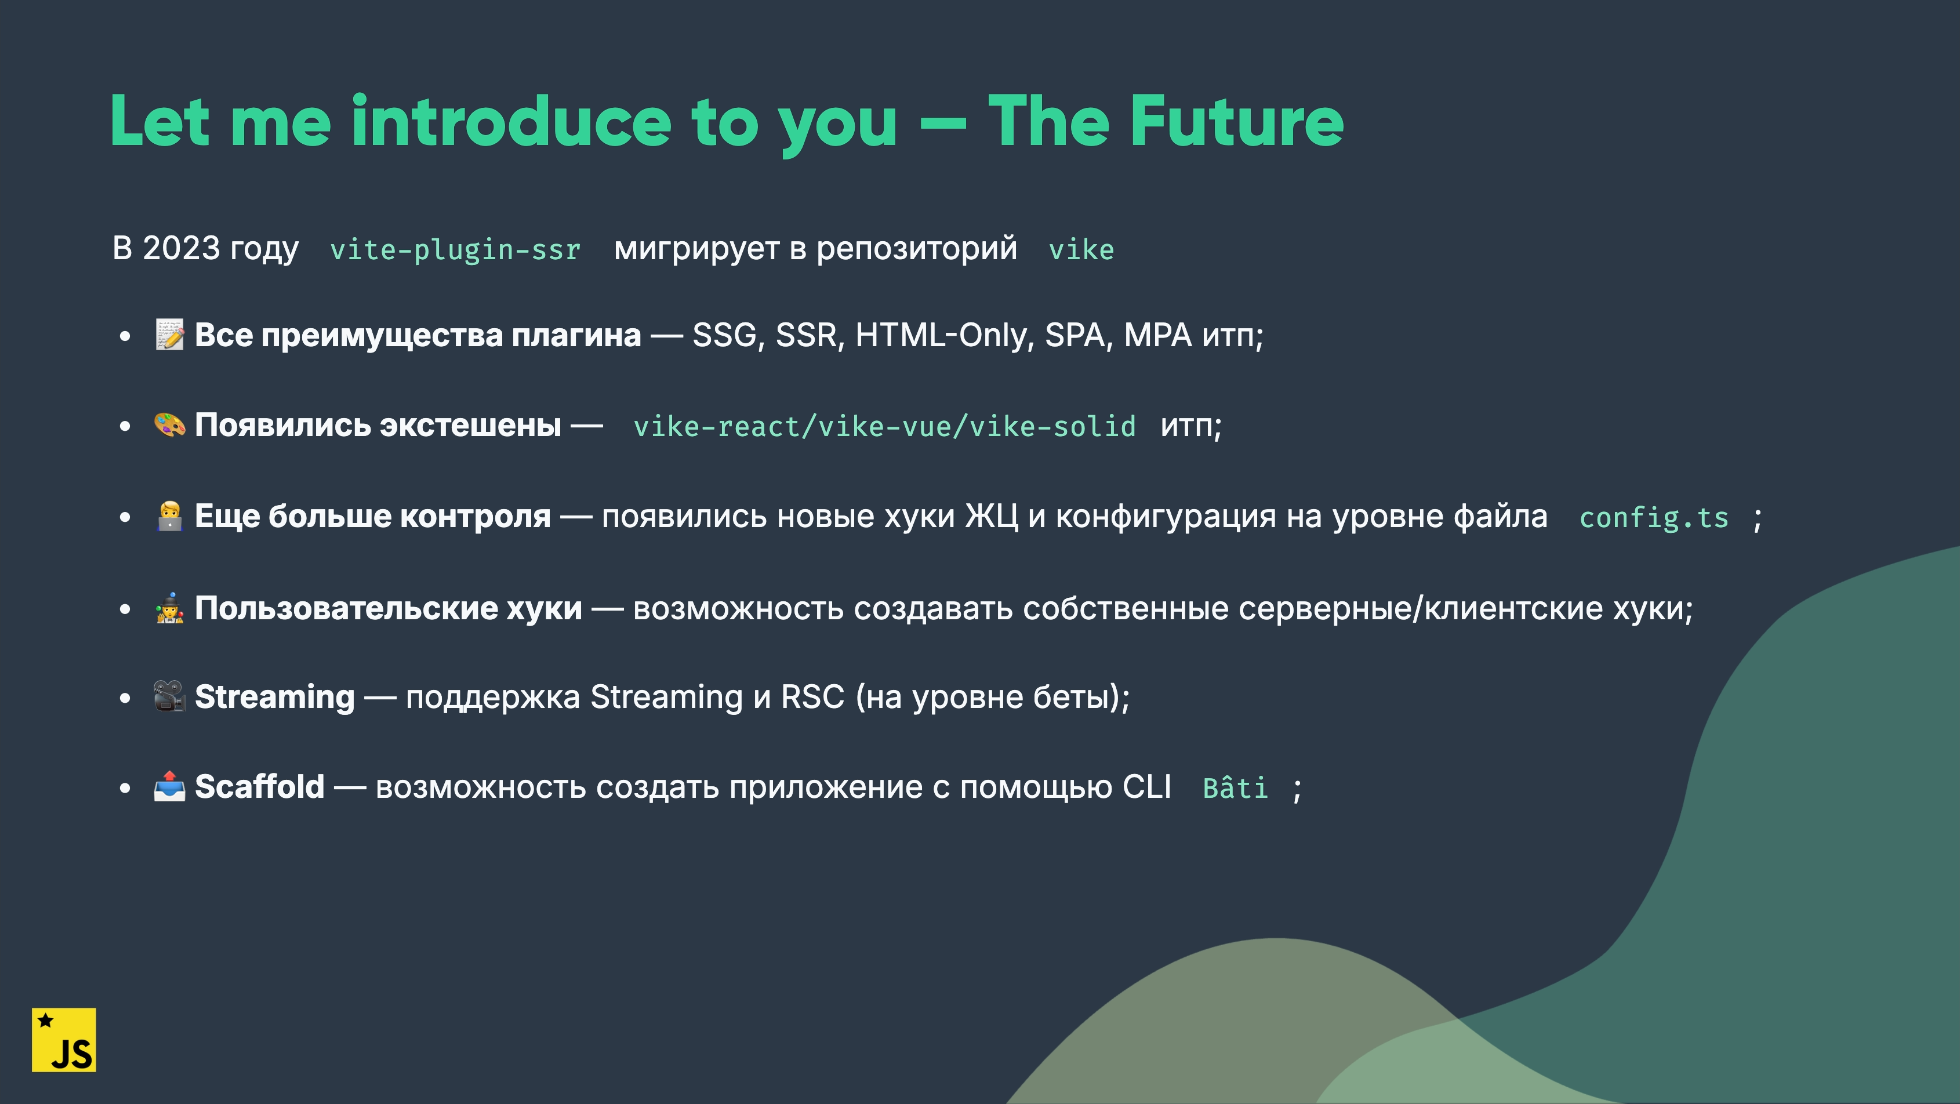 Let me introduce to you — The Future
В 2023 году vite-plugin-ssr мигрирует в репозиторий vike
• 📝 Все преимущества плагина — SSG, SSR, HTML-Only, SPA, MPA итп;
• 🎨 Появились экстешены — vike-react/vike-vue/vike-solid итп;
• 👨‍💻 Еще больше контроля — появились новые хуки ЖЦ и конфигурация на уровне файла config.ts ;
• 🤹 Пользовательские хуки — возможность создавать собственные серверные/клиентские хуки;
• 🎥 Streaming — поддержка Streaming и RSC (на уровне беты);
• 📤 Scaffold — возможность создать приложение с помощью CLI Bâti ;
JS